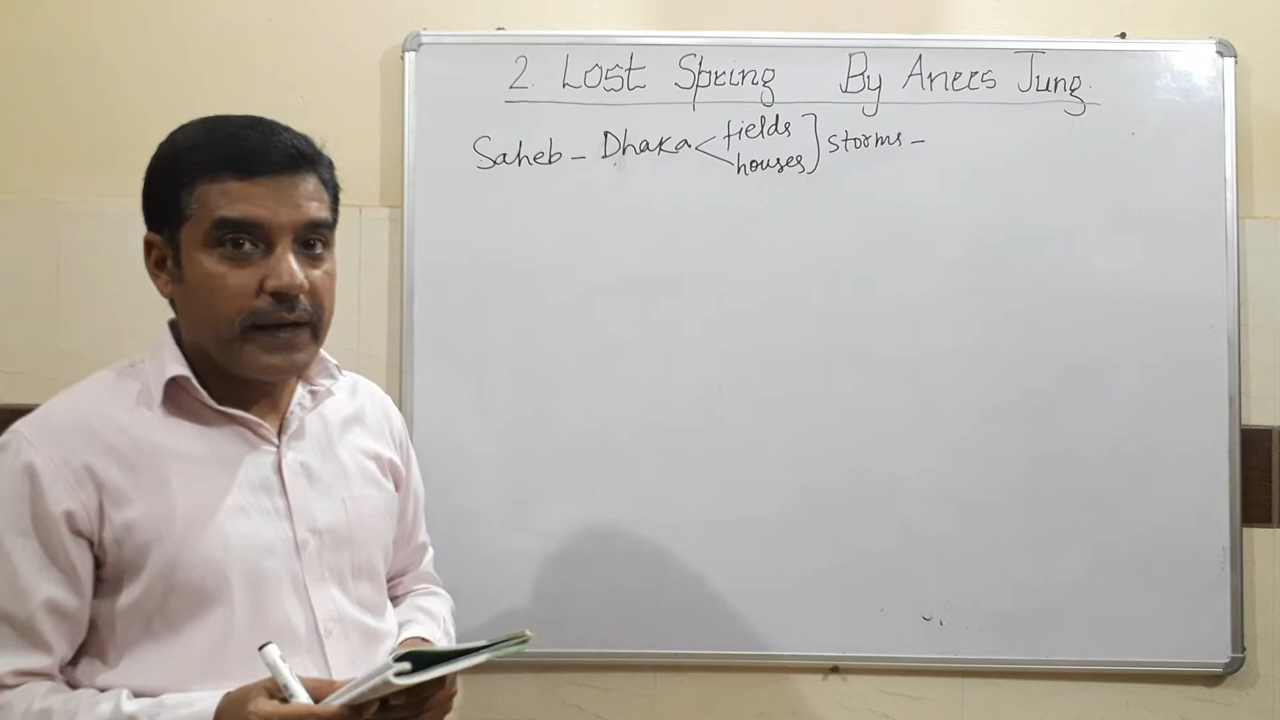 2. Lost Spring By Anees Jung.
Saheb - Dhaka < fields houses ] storms -